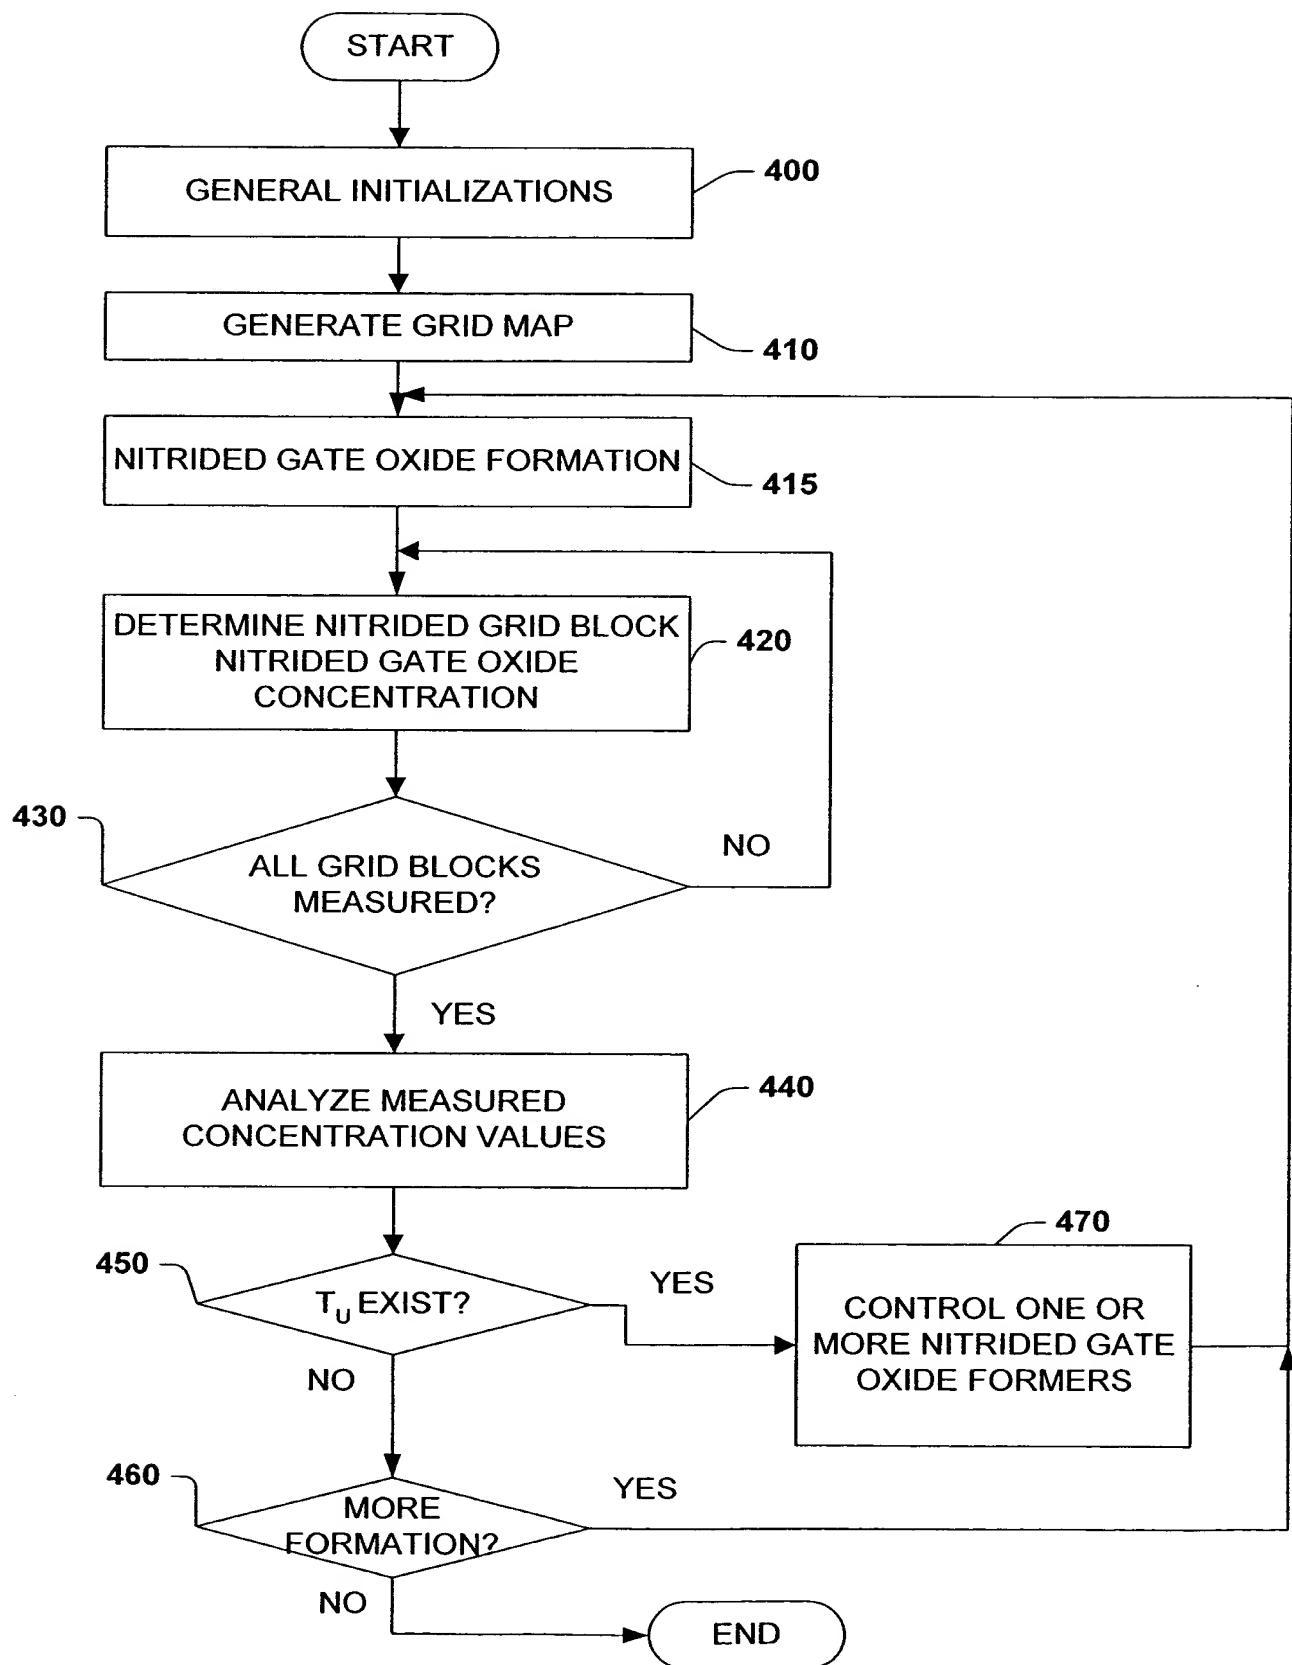 START
GENERAL INITIALIZATIONS
400
GENERATE GRID MAP
410
NITRIDED GATE OXIDE FORMATION
415
DETERMINE NITRIDED GRID BLOCK
NITRIDED GATE OXIDE
CONCENTRATION
420
430
ALL GRID BLOCKS
MEASURED?
NO
YES
ANALYZE MEASURED
CONCENTRATION VALUES
440
450
TU EXIST?
YES
NO
470
CONTROL ONE OR
MORE NITRIDED GATE
OXIDE FORMERS
460
MORE
FORMATION?
YES
NO
END